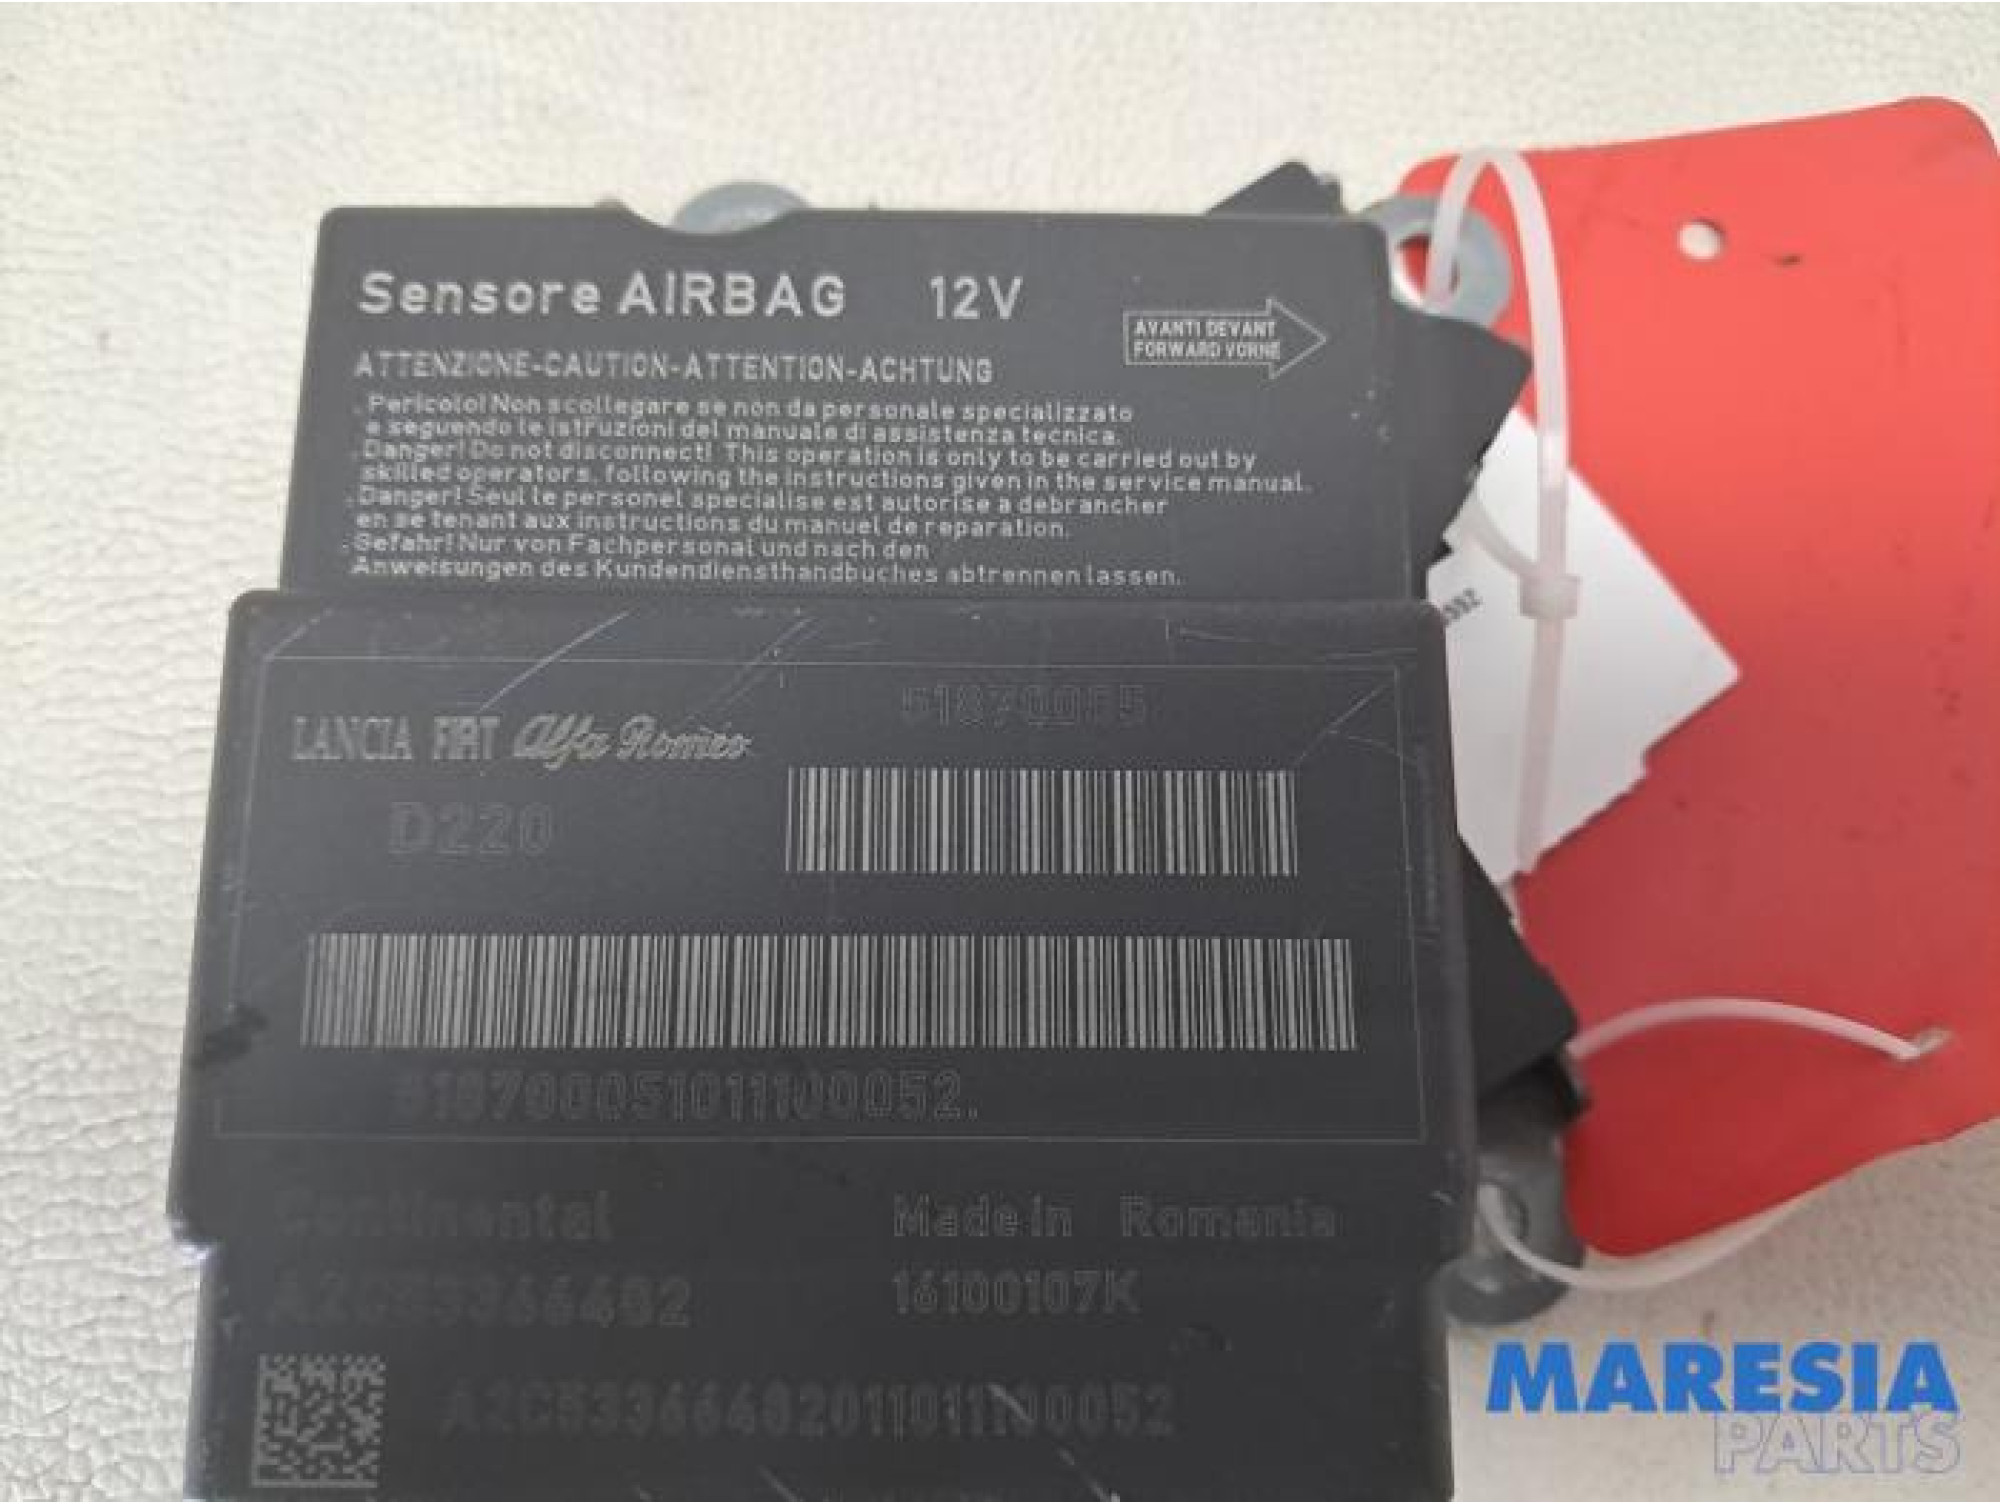 Sensore AIRBAG 12V
AVANTI DEVANT
FORWARD VORNE
ATTENZIONE-CAUTION-ATTENTION-ACHTUNG
.Pericolo! Non scollegare se non da personale specializzato
e seguendo le istruzioni del manuale di assistenza tecnica.
.Danger! Do not disconnect! This operation is only to be carried out by
skilled operators, following the instructions given in the service manual.
.Danger! Seul le personel specialise est autorise a debrancher
en se tenant aux instructions du manuel de reparation.
.Gefahr! Nur von Fachpersonal und nach den
Anweisungen des Kundendiensthandbuches abtrennen lassen.
LANCIA FIAT Alfa Romeo
D220
Continental
Made in Romania
16100107K
MARESIA
PARTS